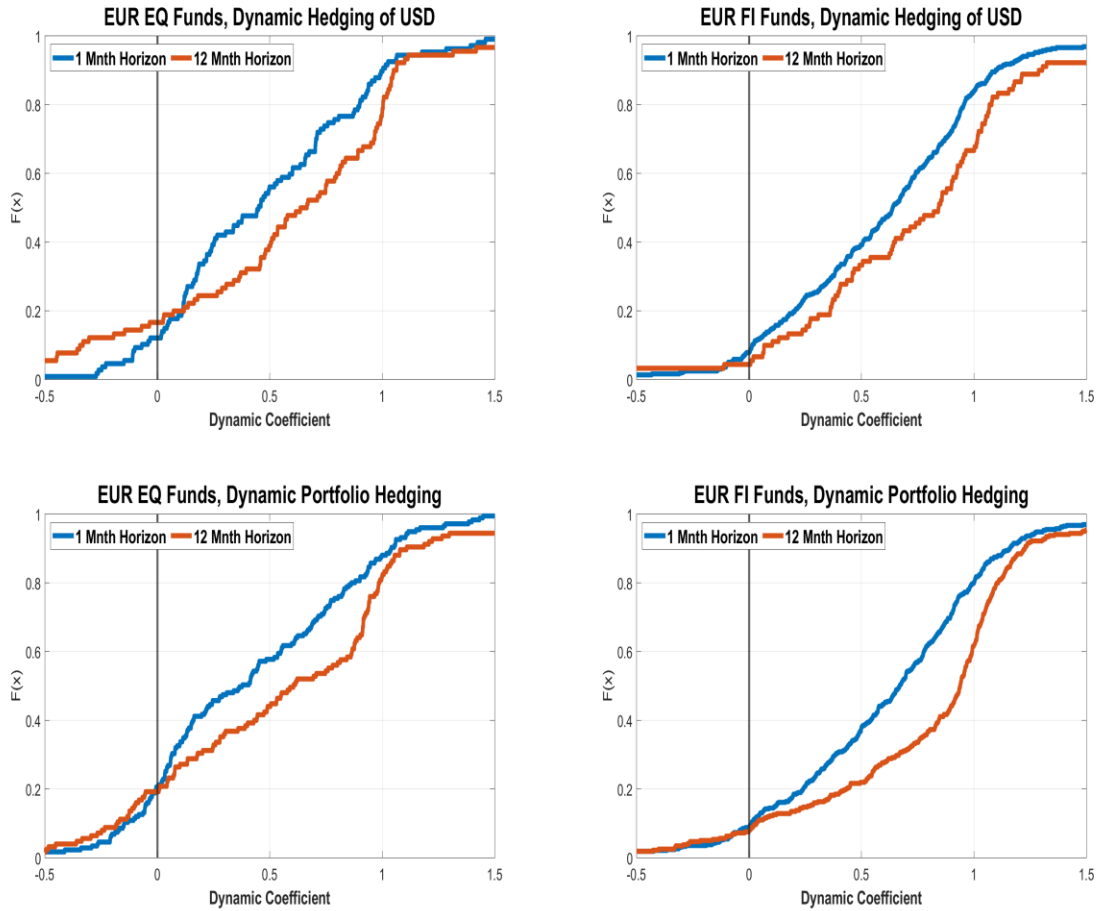 EUR EQ Funds, Dynamic Hedging of USD
1 Mnth Horizon 12 Mnth Horizon
1
0.8
0.6
0.4
0.2
0
F(x)
-0.5 0 0.5 1 1.5
Dynamic Coefficient
EUR FI Funds, Dynamic Hedging of USD
1 Mnth Horizon 12 Mnth Horizon
1
0.8
0.6
0.4
0.2
0
F(x)
-0.5 0 0.5 1 1.5
Dynamic Coefficient
EUR EQ Funds, Dynamic Portfolio Hedging
1 Mnth Horizon 12 Mnth Horizon
1
0.8
0.6
0.4
0.2
0
F(x)
-0.5 0 0.5 1 1.5
Dynamic Coefficient
EUR FI Funds, Dynamic Portfolio Hedging
1 Mnth Horizon 12 Mnth Horizon
1
0.8
0.6
0.4
0.2
0
F(x)
-0.5 0 0.5 1 1.5
Dynamic Coefficient